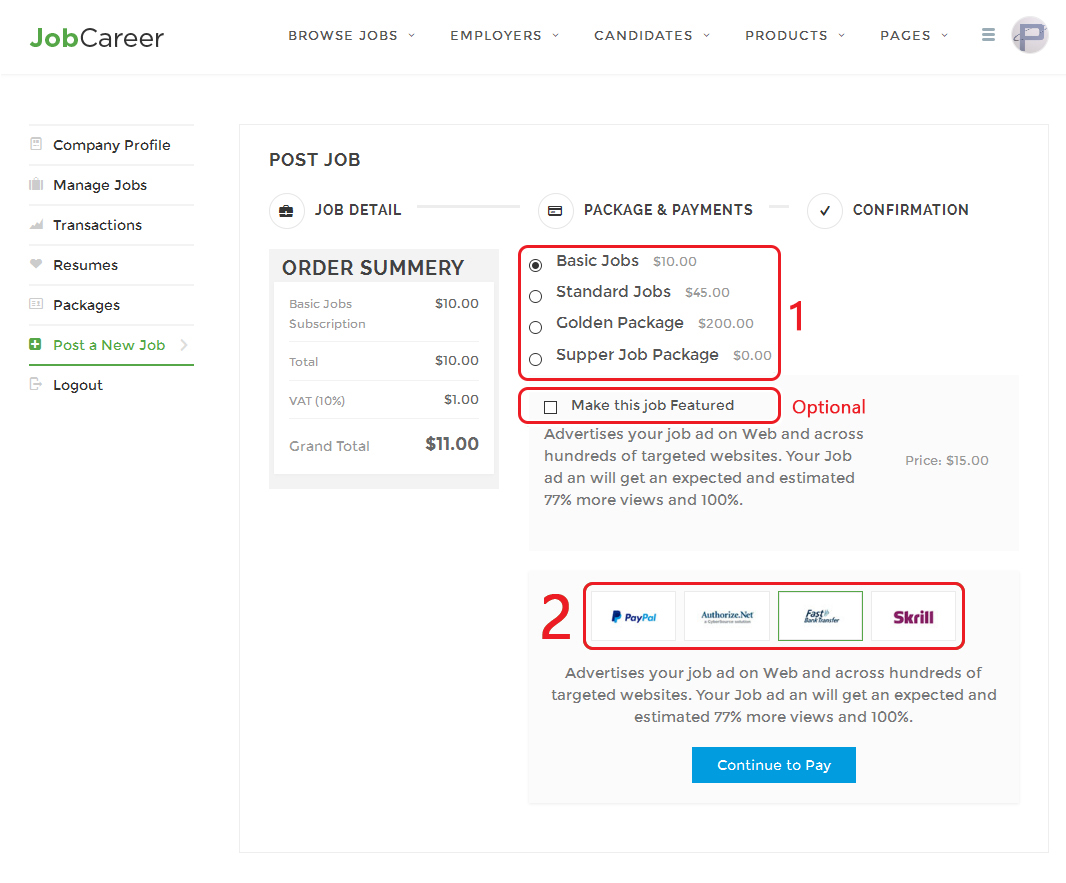 JobCareer
BROWSE JOBS
EMPLOYERS
CANDIDATES
PRODUCTS
PAGES
P
Company Profile
Manage Jobs
Transactions
Resumes
Packages
Post a New Job
Logout
POST JOB
JOB DETAIL
PACKAGE & PAYMENTS
CONFIRMATION
ORDER SUMMERY
Basic Jobs $10.00
Subscription
Total $10.00
VAT (10%) $1.00
Grand Total $11.00
Basic Jobs $10.00
Standard Jobs $45.00
Golden Package $200.00
Supper Job Package $0.00
1
Make this job Featured
Optional
Advertises your job ad on Web and across
hundreds of targeted websites. Your Job
ad an will get an expected and estimated
77% more views and 100%.
Price: $15.00
2
PayPal
Authorize.Net
a CyberSource solution
Fast
Bank Transfer
Skrill
Advertises your job ad on Web and across hundreds of
targeted websites. Your Job ad an will get an expected and
estimated 77% more views and 100%.
Continue to Pay